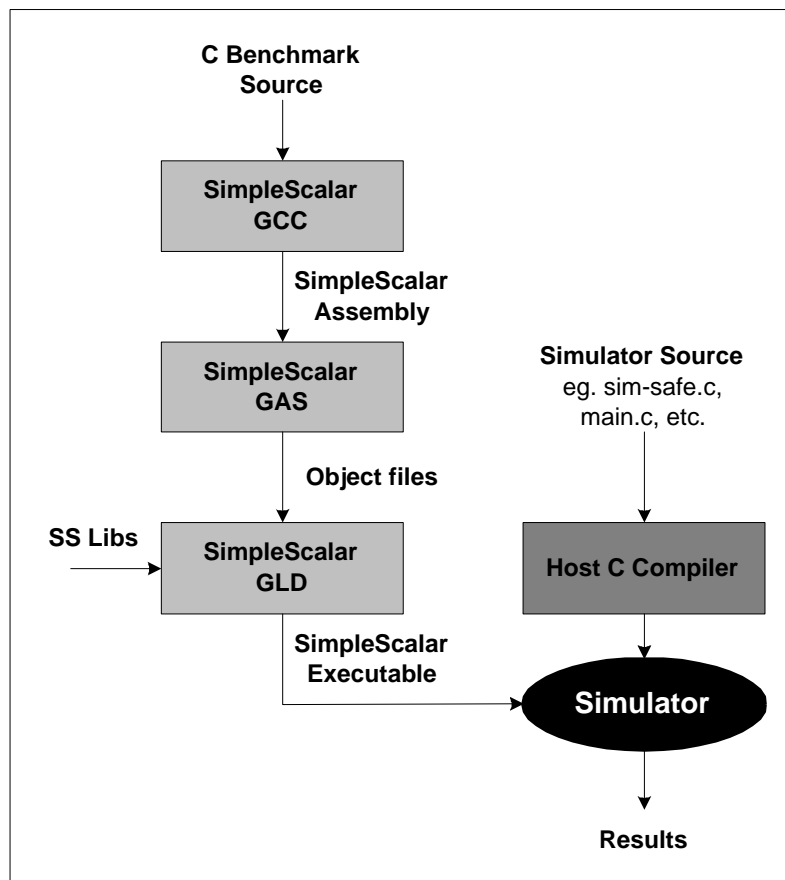 C Benchmark
Source
SimpleScalar
GCC
SimpleScalar
Assembly
SimpleScalar
GAS
Object files
SS Libs
SimpleScalar
GLD
SimpleScalar
Executable
Simulator Source
eg. sim-safe.c,
main.c, etc.
Host C Compiler
Simulator
Results